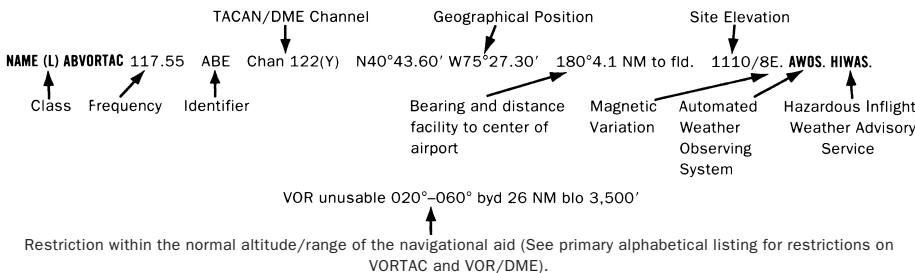 TACAN/DME Channel Geographical Position Site Elevation
NAME (L) ABVORTAC 117.55 ABE Chan 122(Y) N40°43.60′ W75°27.30′ 180°4.1 NM to fld. 1110/8E. AWOS. HIWAS.
Class Frequency Identifier Bearing and distance Magnetic Automated Hazardous Inflight
facility to center of Variation Weather Weather Advisory
airport Observing Service
System
VOR unusable 020°–060° byd 26 NM blo 3,500′
Restriction within the normal altitude/range of the navigational aid (See primary alphabetical listing for restrictions on
VORTAC and VOR/DME).